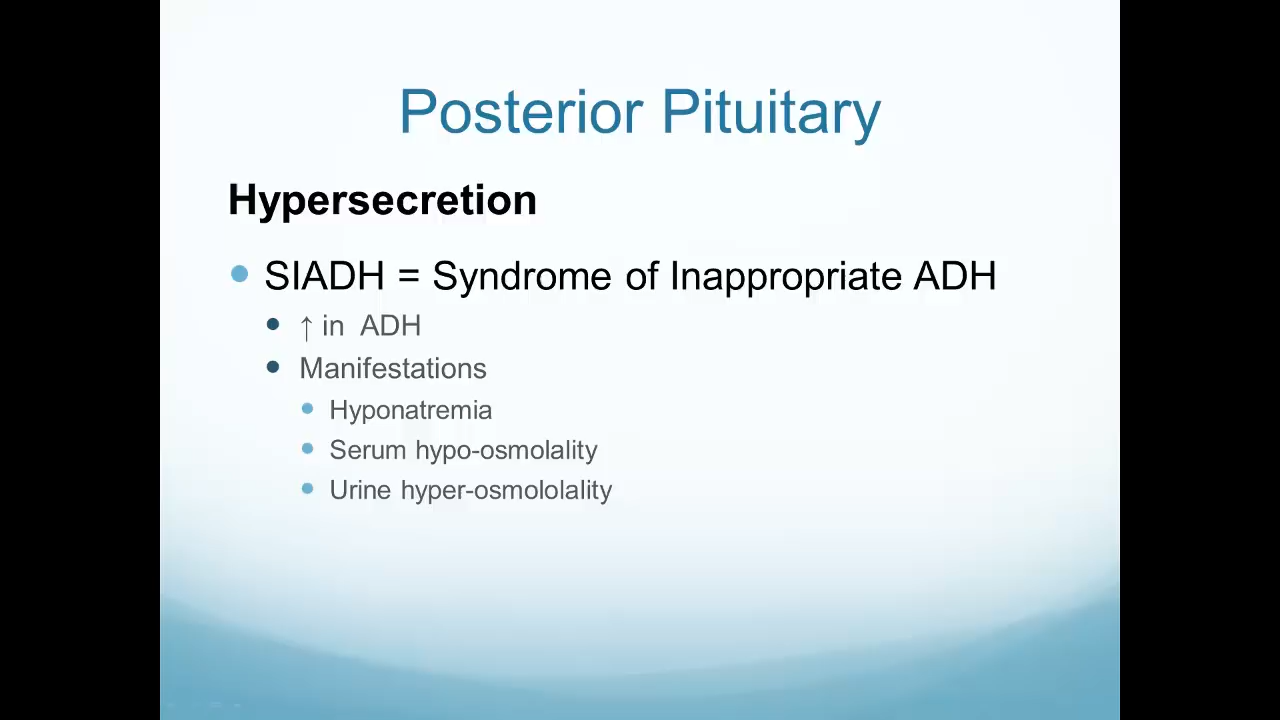 Posterior Pituitary
Hypersecretion
• SIADH = Syndrome of Inappropriate ADH
• ↑ in ADH
• Manifestations
• Hyponatremia
• Serum hypo-osmolality
• Urine hyper-osmololality